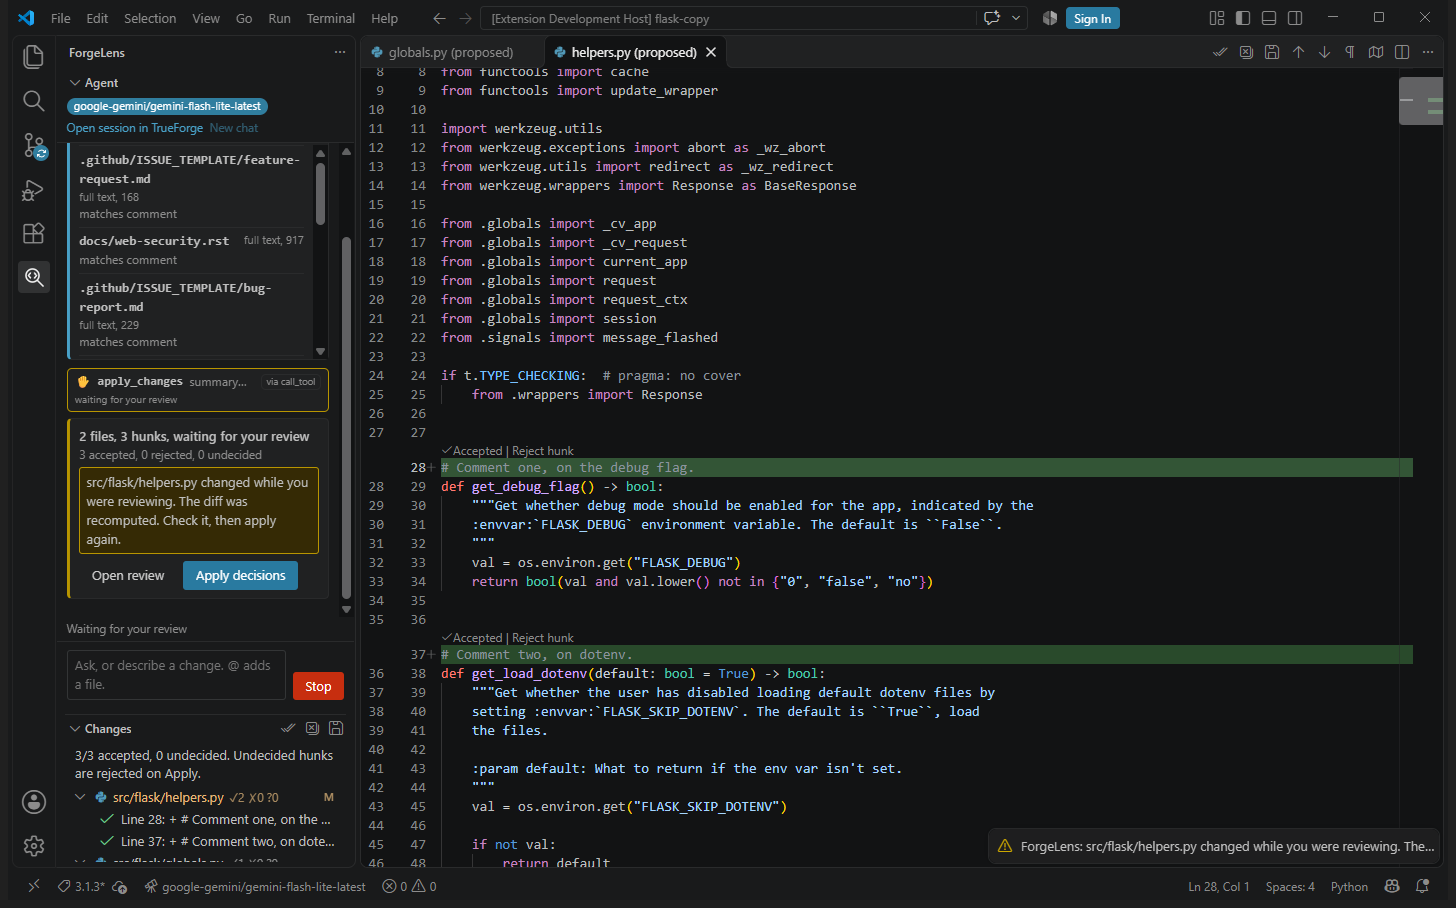 File Edit Selection View Go Run Terminal Help
[Extension Development Host] flask-copy
Sign In
ForgeLens
Agent
google-gemini/gemini-flash-lite-latest
Open session in TrueForge New chat
.github/ISSUE_TEMPLATE/feature-
request.md
full text, 168
matches comment
docs/web-security.rst full text, 917
matches comment
.github/ISSUE_TEMPLATE/bug-
report.md
full text, 229
matches comment
apply_changes summary... via call_tool
waiting for your review
2 files, 3 hunks, waiting for your review
3 accepted, 0 rejected, 0 undecided
src/flask/helpers.py changed while you
were reviewing. The diff was
recomputed. Check it, then apply
again.
Open review Apply decisions
Waiting for your review
Ask, or describe a change. @ adds
a file.
Stop
Changes
3/3 accepted, 0 undecided. Undecided hunks
are rejected on Apply.
src/flask/helpers.py ✓2 ✗0 ?0 M
Line 28: + # Comment one, on the ...
Line 37: + # Comment two, on dote...
src/flask/globals.py ✓1 ✗0 ?0
globals.py (proposed) helpers.py (proposed)
8 8 from functools import cache
9 9 from functools import update_wrapper
10 10
11 11 import werkzeug.utils
12 12 from werkzeug.exceptions import abort as _wz_abort
13 13 from werkzeug.utils import redirect as _wz_redirect
14 14 from werkzeug.wrappers import Response as BaseResponse
15 15
16 16 from .globals import _cv_app
17 17 from .globals import _cv_request
18 18 from .globals import current_app
19 19 from .globals import request
20 20 from .globals import request_ctx
21 21 from .globals import session
22 22 from .signals import message_flashed
23 23
24 24 if t.TYPE_CHECKING:  # pragma: no cover
25 25     from .wrappers import Response
26 26
27 27
✓Accepted | Reject hunk
28+ # Comment one, on the debug flag.
28 29 def get_debug_flag() -> bool:
29 30     """Get whether debug mode should be enabled for the app, indicated by the
30 31     :envvar:`FLASK_DEBUG` environment variable. The default is ``False``.
31 32     """
32 33     val = os.environ.get("FLASK_DEBUG")
33 34     return bool(val and val.lower() not in {"0", "false", "no"})
34 35
35 36
✓Accepted | Reject hunk
37+ # Comment two, on dotenv.
36 38 def get_load_dotenv(default: bool = True) -> bool:
37 39     """Get whether the user has disabled loading default dotenv files by
38 40     setting :envvar:`FLASK_SKIP_DOTENV`. The default is ``True``, load
39 41     the files.
40 42
41 43     :param default: What to return if the env var isn't set.
42 44     """
43 45     val = os.environ.get("FLASK_SKIP_DOTENV")
44 46
45 47     if not val:
46 48         return default
ForgeLens: src/flask/helpers.py changed while you were reviewing. The...
3.1.3* google-gemini/gemini-flash-lite-latest 0 0 Ln 28, Col 1 Spaces: 4 Python